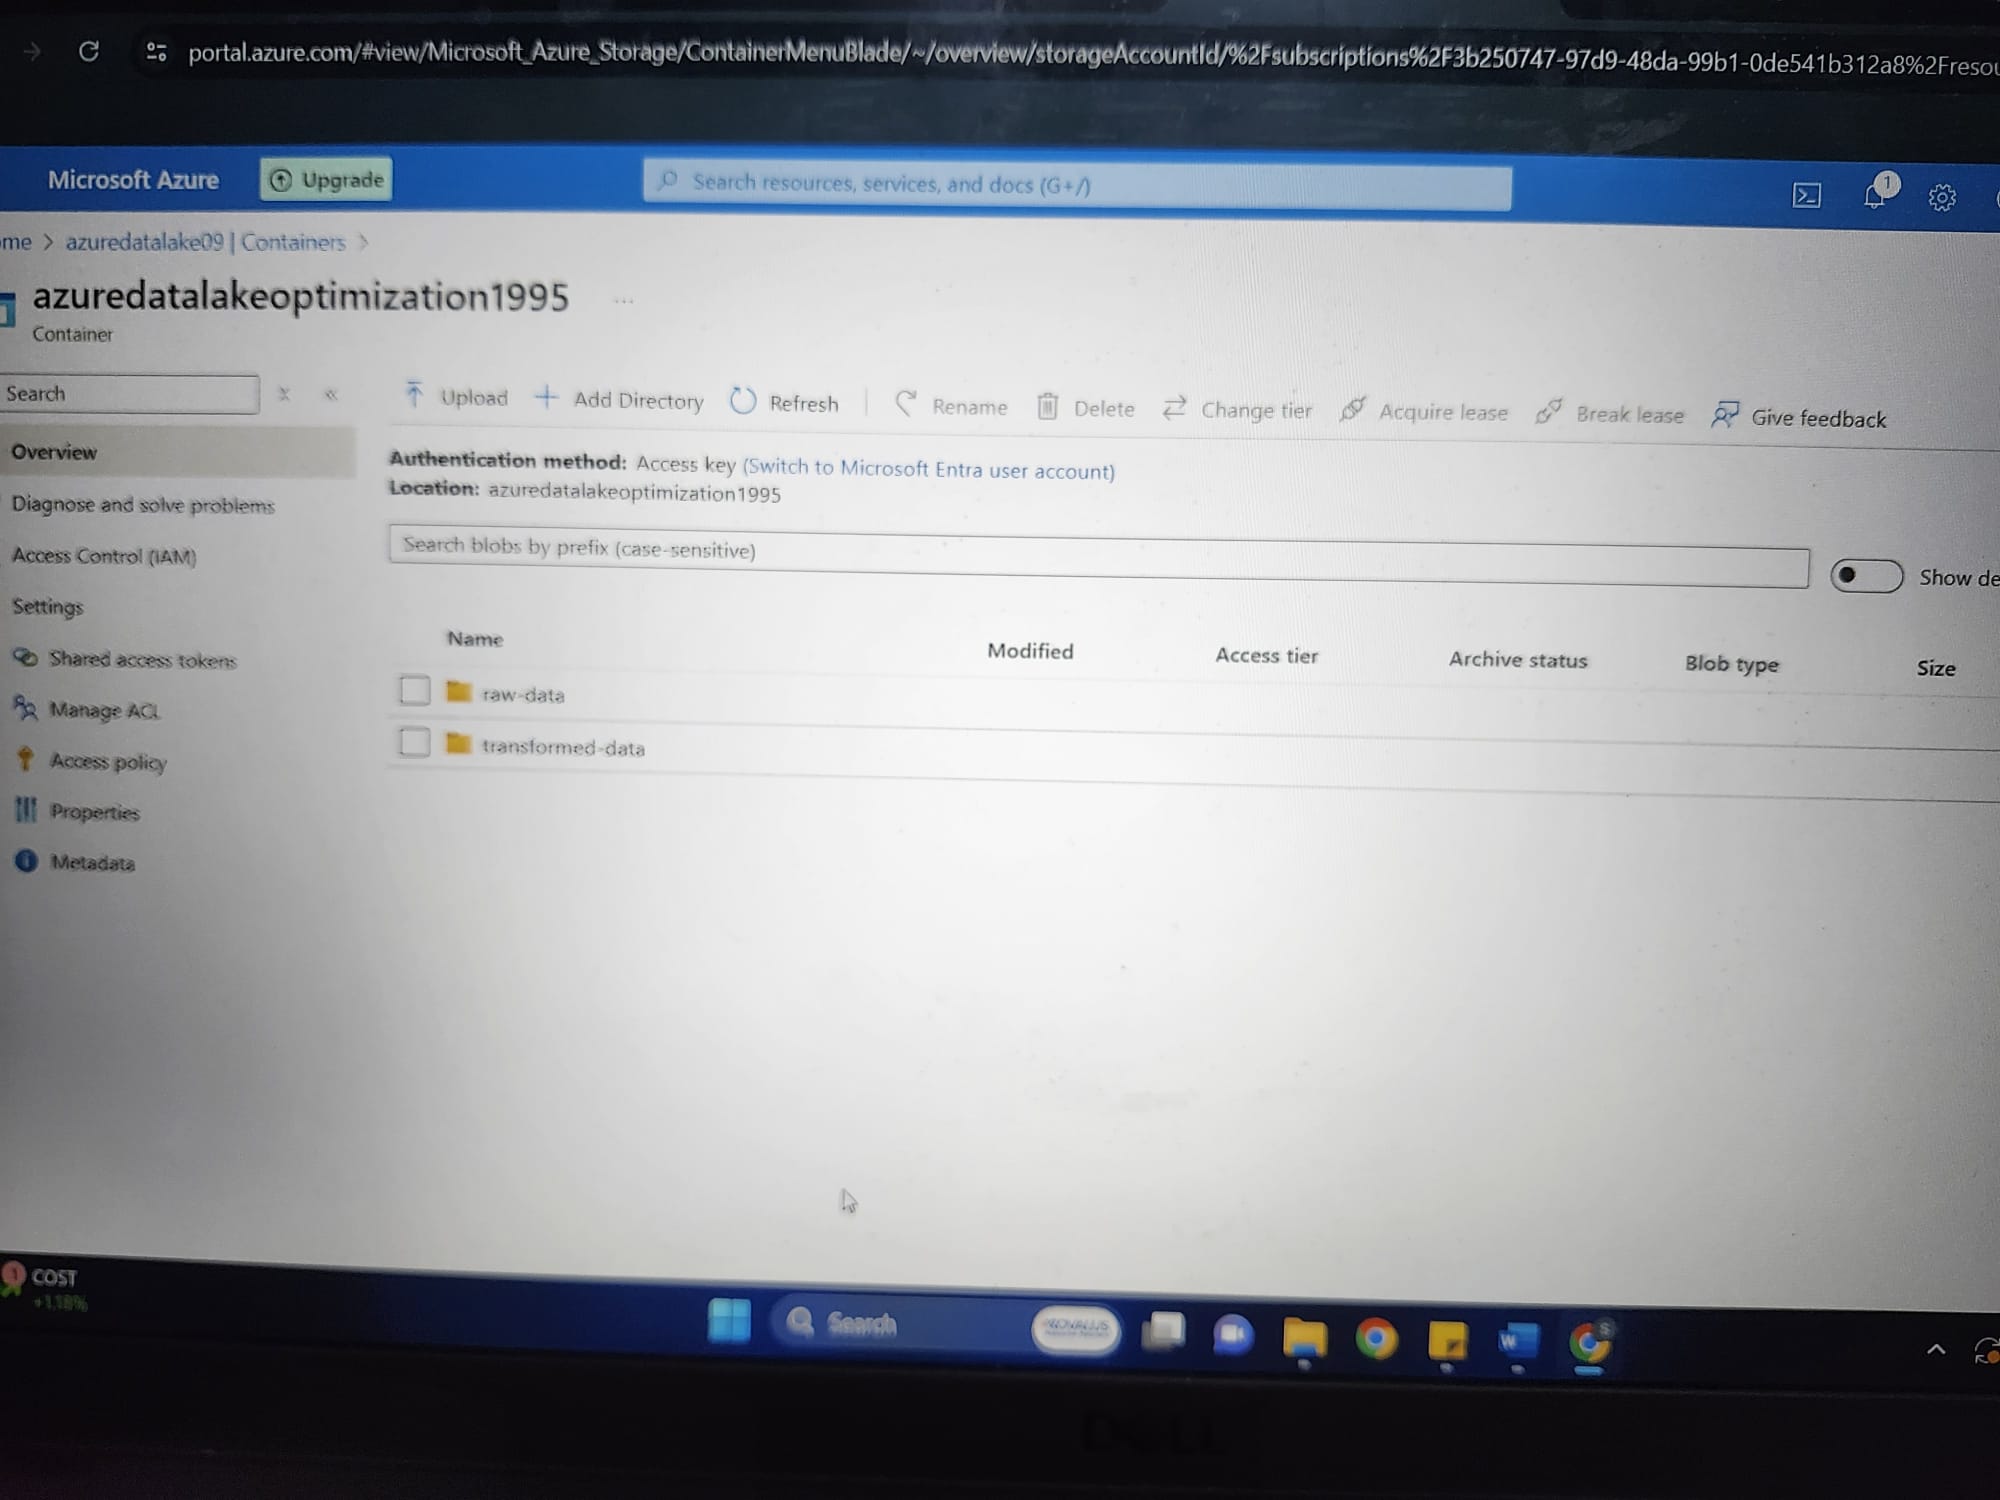 portal.azure.com/#view/Microsoft_Azure_Storage/ContainerMenuBlade/~/overview/storageAccountId/%2Fsubscriptions%2F3b250747-97d9-48da-99b1-0de541b312a8%2Fresou
Microsoft Azure
Upgrade
Search resources, services, and docs (G+/)
1
me > azuredatalake09 | Containers >
azuredatalakeoptimization1995 ...
Container
Search
Upload
Add Directory
Refresh
Rename
Delete
Change tier
Acquire lease
Break lease
Give feedback
Overview
Diagnose and solve problems
Access Control (IAM)
Settings
Shared access tokens
Manage ACL
Access policy
Properties
Metadata
Authentication method: Access key (Switch to Microsoft Entra user account)
Location: azuredatalakeoptimization1995
Search blobs by prefix (case-sensitive)
Show de
Name Modified Access tier Archive status Blob type Size
raw-data
transformed-data
1
COST
+1.18%
Search
NOVALUS
W
S
DELL